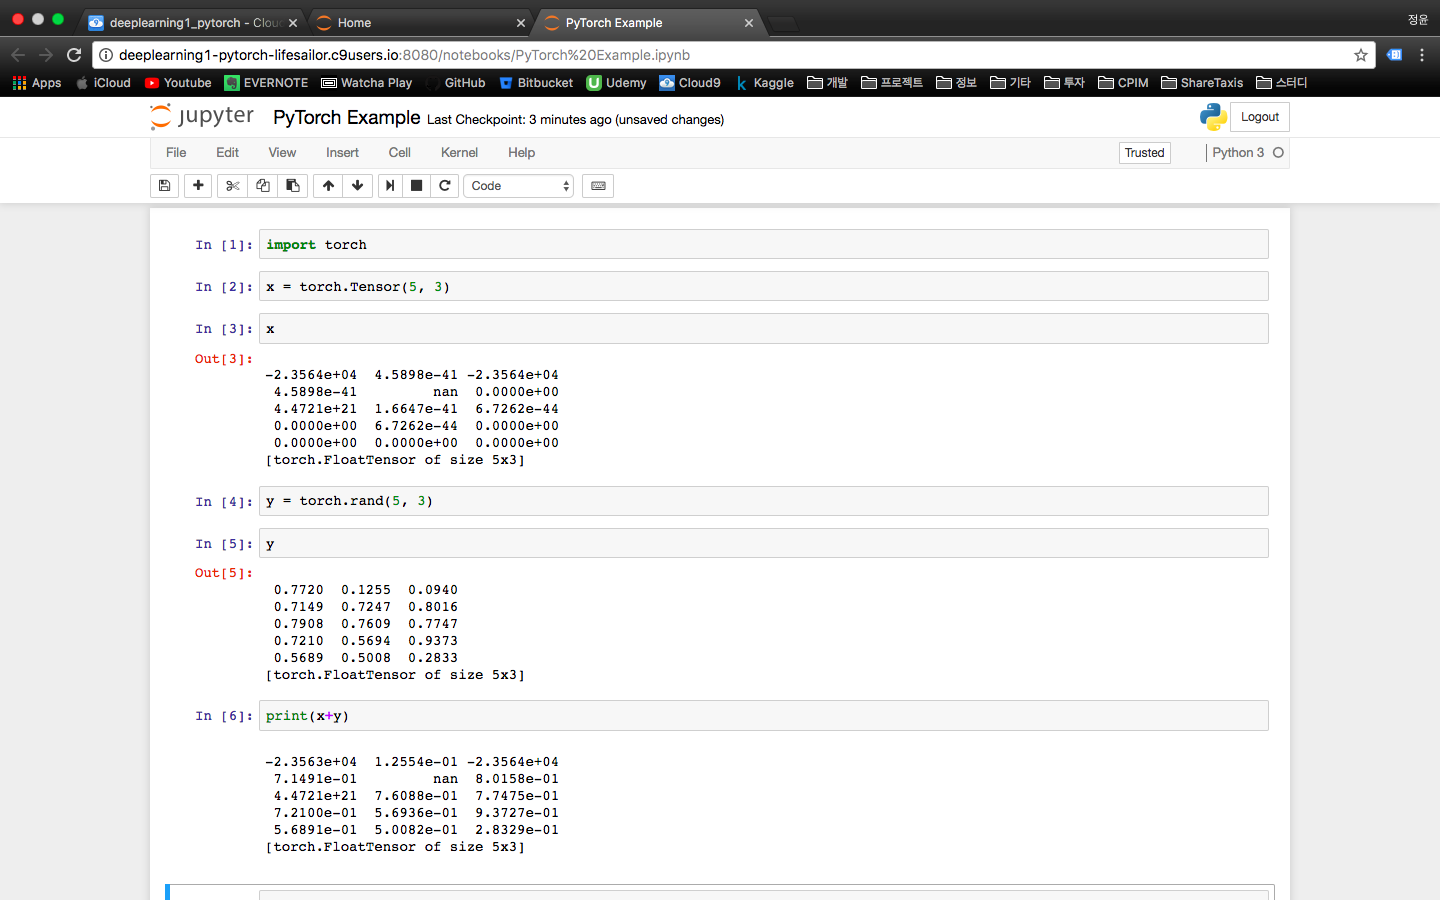 deeplearning1_pytorch - Clou
Home
PyTorch Example
정윤
deeplearning1-pytorch-lifesailor.c9users.io:8080/notebooks/PyTorch%20Example.ipynb
Apps iCloud Youtube EVERNOTE Watcha Play GitHub Bitbucket Udemy Cloud9 Kaggle 개발 프로젝트 정보 기타 투자 CPIM ShareTaxis 스터디
jupyter PyTorch Example Last Checkpoint: 3 minutes ago (unsaved changes) Logout
File Edit View Insert Cell Kernel Help Trusted Python 3
Code
In [1]: import torch
In [2]: x = torch.Tensor(5, 3)
In [3]: x
Out[3]:
-2.3564e+04 4.5898e-41 -2.3564e+04
4.5898e-41 nan 0.0000e+00
4.4721e+21 1.6647e-41 6.7262e-44
0.0000e+00 6.7262e-44 0.0000e+00
0.0000e+00 0.0000e+00 0.0000e+00
[torch.FloatTensor of size 5x3]
In [4]: y = torch.rand(5, 3)
In [5]: y
Out[5]:
0.7720 0.1255 0.0940
0.7149 0.7247 0.8016
0.7908 0.7609 0.7747
0.7210 0.5694 0.9373
0.5689 0.5008 0.2833
[torch.FloatTensor of size 5x3]
In [6]: print(x+y)
-2.3563e+04 1.2554e-01 -2.3564e+04
7.1491e-01 nan 8.0158e-01
4.4721e+21 7.6088e-01 7.7475e-01
7.2100e-01 5.6936e-01 9.3727e-01
5.6891e-01 5.0082e-01 2.8329e-01
[torch.FloatTensor of size 5x3]